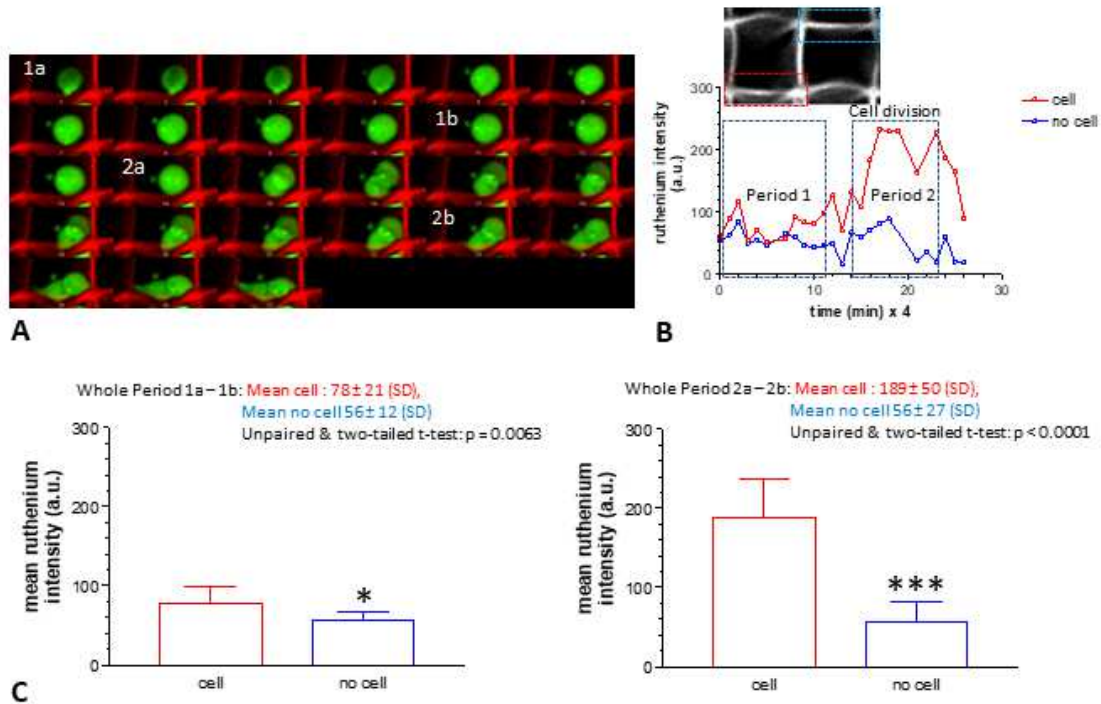 1a
1b
2a
2b
A
300
200
100
0
ruthenium intensity
(a.u.)
Cell division
Period 1
Period 2
cell
no cell
0
10
20
30
time (min) x 4
B
Whole Period 1a–1b: Mean cell : 78± 21 (SD),
Mean no cell 56± 12 (SD)
Unpaired & two-tailed t-test: p = 0.0063
300
200
100
0
mean ruthenium
intensity (a.u.)
*
cell
no cell
Whole Period 2a–2b: Mean cell : 189± 50 (SD),
Mean no cell 56± 27 (SD)
Unpaired & two-tailed t-test: p < 0.0001
300
200
100
0
mean ruthenium
intensity (a.u.)
***
cell
no cell
C